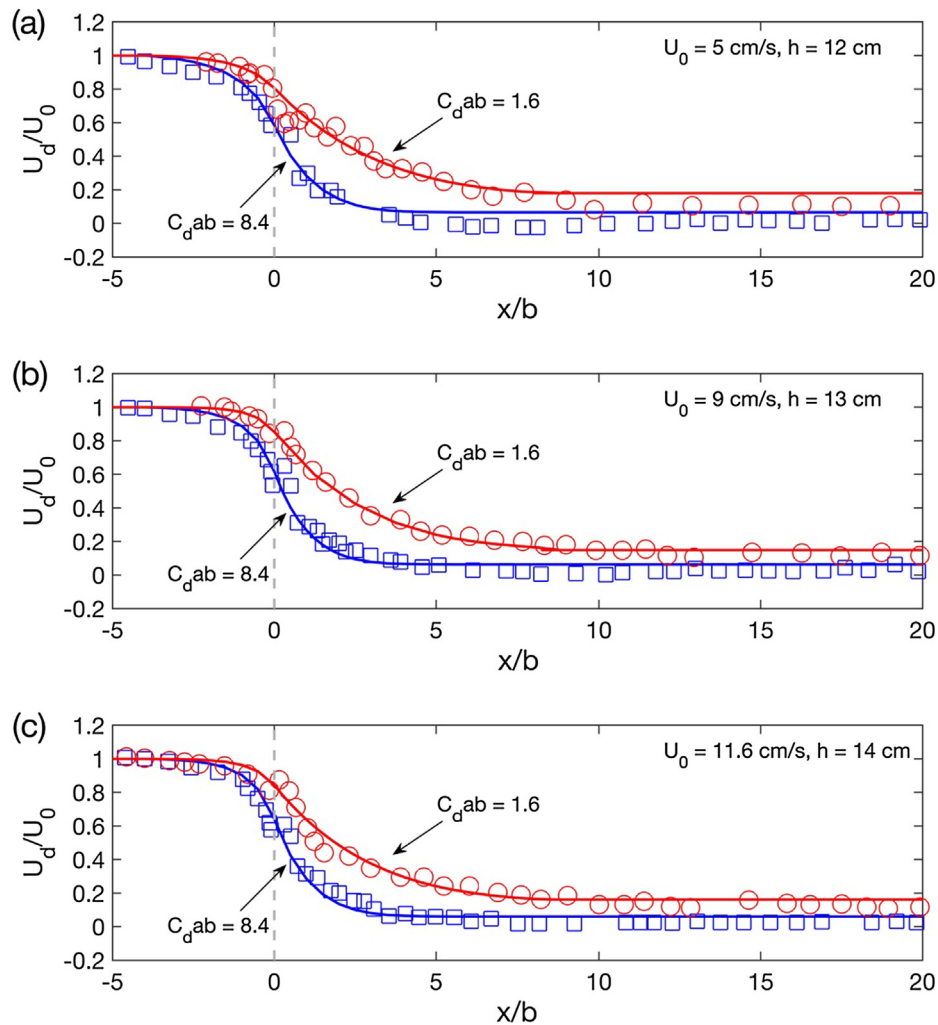 (a)
1.2
1
0.8
0.6
0.4
0.2
0
-0.2
U_d/U_0
U_0 = 5 cm/s, h = 12 cm
C_dab = 1.6
C_dab = 8.4
-5 0 5 10 15 20
x/b
(b)
1.2
1
0.8
0.6
0.4
0.2
0
-0.2
U_d/U_0
U_0 = 9 cm/s, h = 13 cm
C_dab = 1.6
C_dab = 8.4
-5 0 5 10 15 20
x/b
(c)
1.2
1
0.8
0.6
0.4
0.2
0
-0.2
U_d/U_0
U_0 = 11.6 cm/s, h = 14 cm
C_dab = 1.6
C_dab = 8.4
-5 0 5 10 15 20
x/b